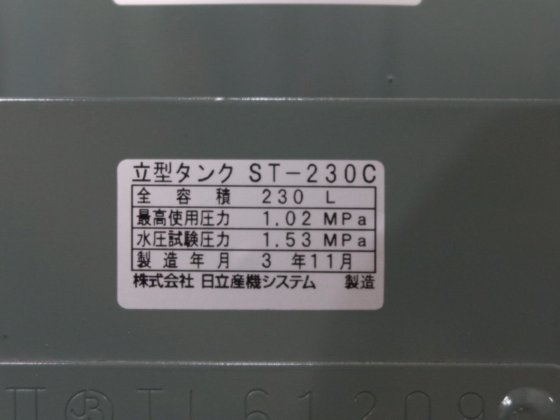 立型タンク ST-230C
全容積 230 L
最高使用圧力 1.02 MPa
水圧試験圧力 1.53 MPa
製造年月 3 年11月
株式会社 日立産機システム 製造
TL61209